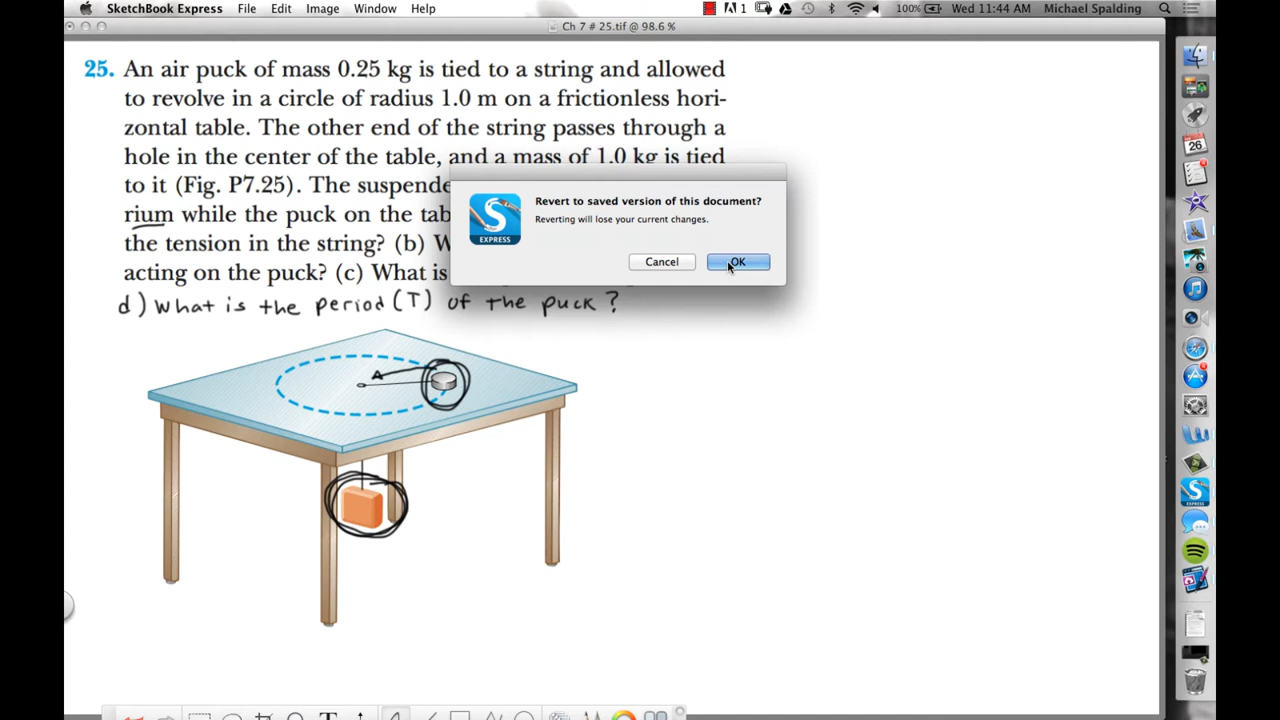 SketchBook Express File Edit Image Window Help 1 100% Wed 11:44 AM Michael Spalding
Ch 7 # 25.tif @ 98.6 %
25. An air puck of mass 0.25 kg is tied to a string and allowed
to revolve in a circle of radius 1.0 m on a frictionless hori-
zontal table. The other end of the string passes through a
hole in the center of the table, and a mass of 1.0 kg is tied
to it (Fig. P7.25). The suspende
rium while the puck on the tab
the tension in the string? (b) W
acting on the puck? (c) What is
d) What is the period (T) of the puck ?
Revert to saved version of this document?
Reverting will lose your current changes.
EXPRESS
Cancel OK
26
EXPRESS
T